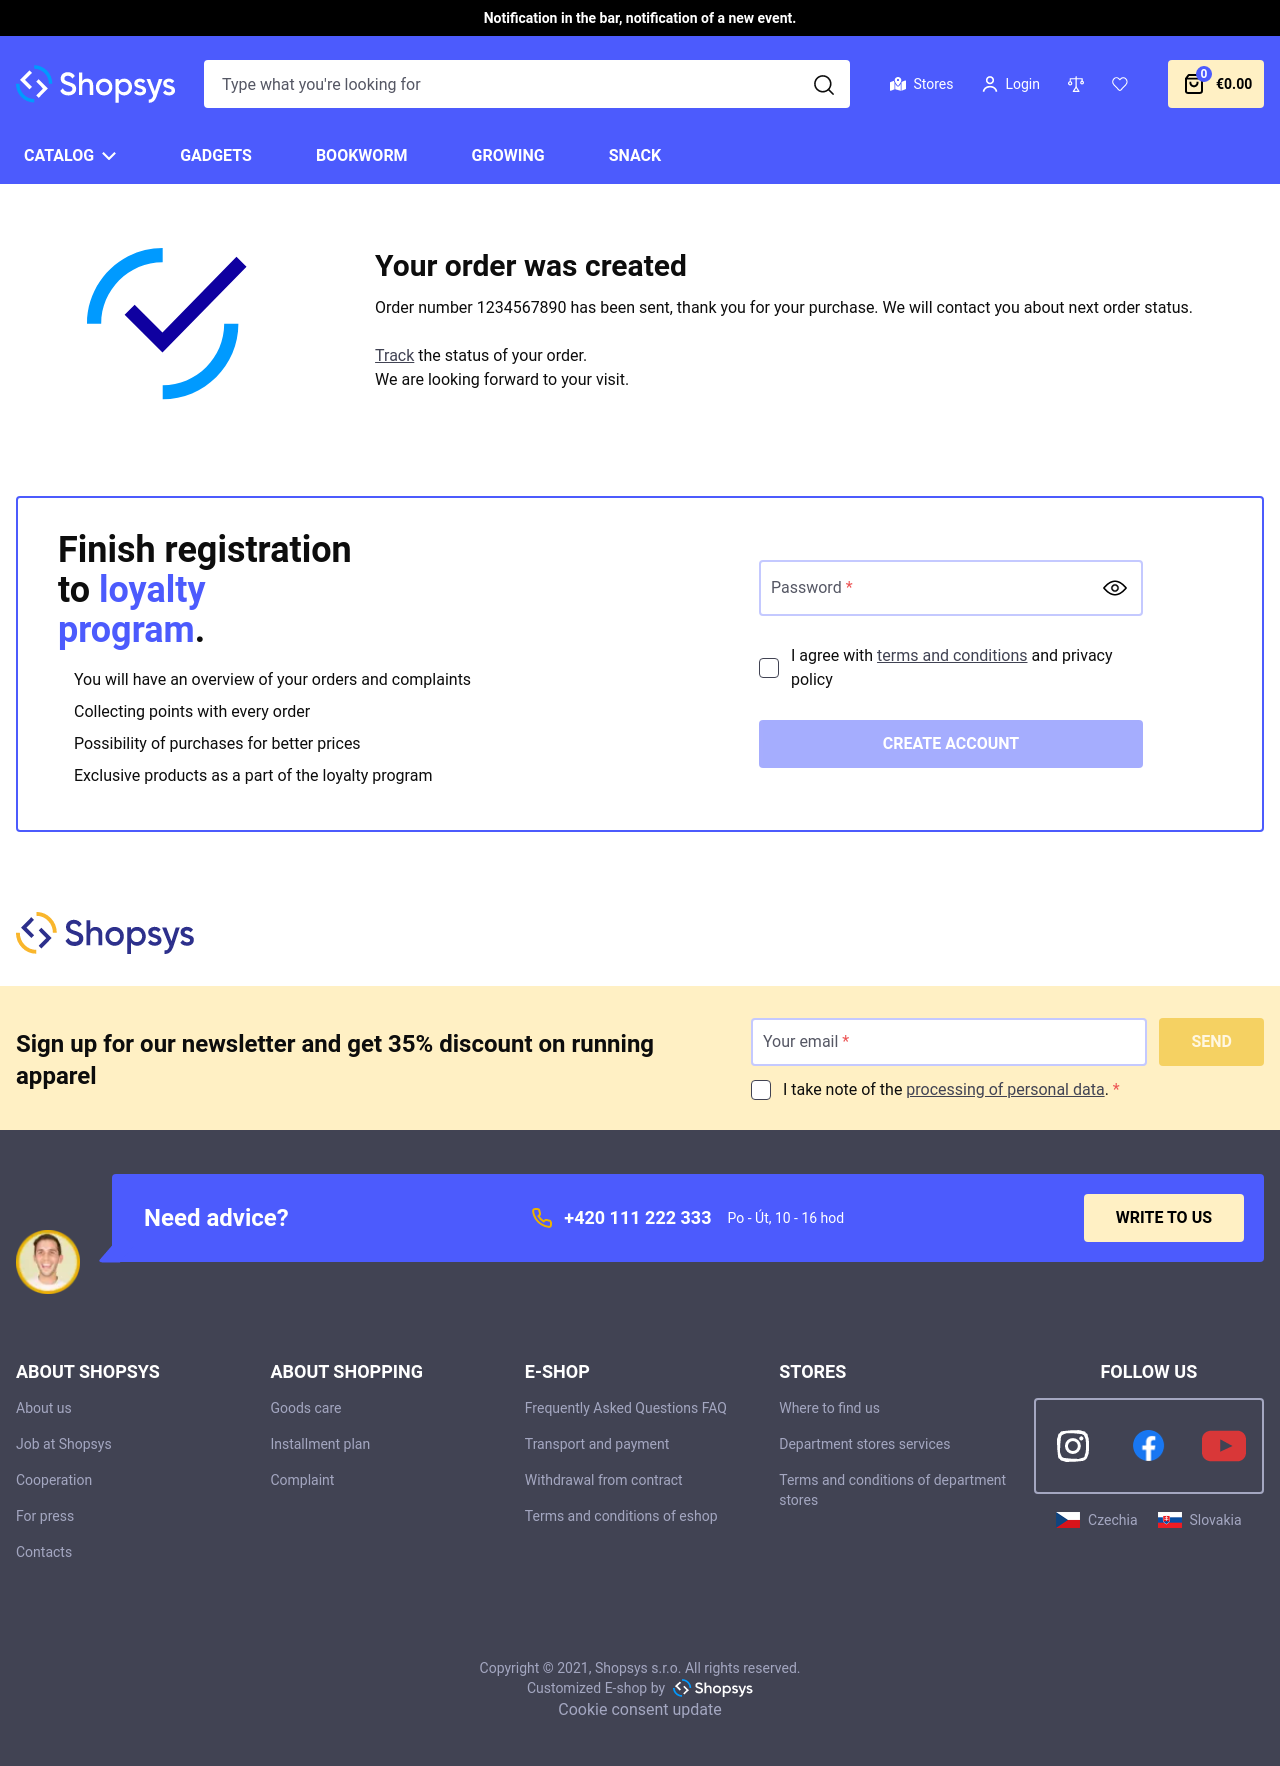 Notification in the bar, notification of a new event.
Shopsys
Type what you're looking for
Stores
Login
0
€0.00
CATALOG
GADGETS
BOOKWORM
GROWING
SNACK
Your order was created
Order number 1234567890 has been sent, thank you for your purchase. We will contact you about next order status.
Track the status of your order.
We are looking forward to your visit.
Finish registration
to loyalty
program.
You will have an overview of your orders and complaints
Collecting points with every order
Possibility of purchases for better prices
Exclusive products as a part of the loyalty program
Password *
I agree with terms and conditions and privacy
policy
CREATE ACCOUNT
Shopsys
Sign up for our newsletter and get 35% discount on running
apparel
Your email *
SEND
I take note of the processing of personal data. *
Need advice?
+420 111 222 333
Po - Út, 10 - 16 hod
WRITE TO US
ABOUT SHOPSYS
About us
Job at Shopsys
Cooperation
For press
Contacts
ABOUT SHOPPING
Goods care
Installment plan
Complaint
E-SHOP
Frequently Asked Questions FAQ
Transport and payment
Withdrawal from contract
Terms and conditions of eshop
STORES
Where to find us
Department stores services
Terms and conditions of department
stores
FOLLOW US
Czechia
Slovakia
Copyright © 2021, Shopsys s.r.o. All rights reserved.
Customized E-shop by Shopsys
Cookie consent update